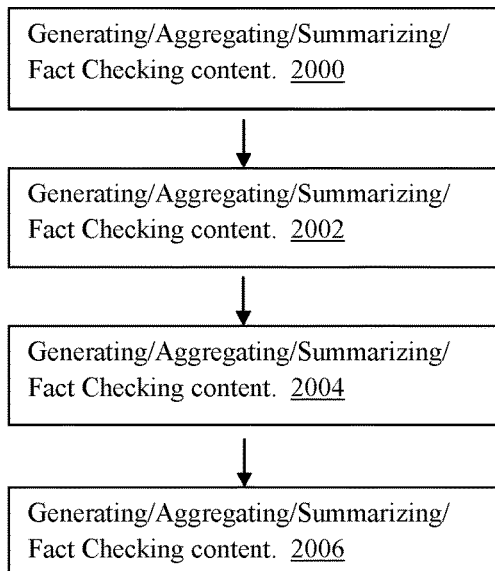 Generating/Aggregating/Summarizing/
Fact Checking content. 2000
Generating/Aggregating/Summarizing/
Fact Checking content. 2002
Generating/Aggregating/Summarizing/
Fact Checking content. 2004
Generating/Aggregating/Summarizing/
Fact Checking content. 2006